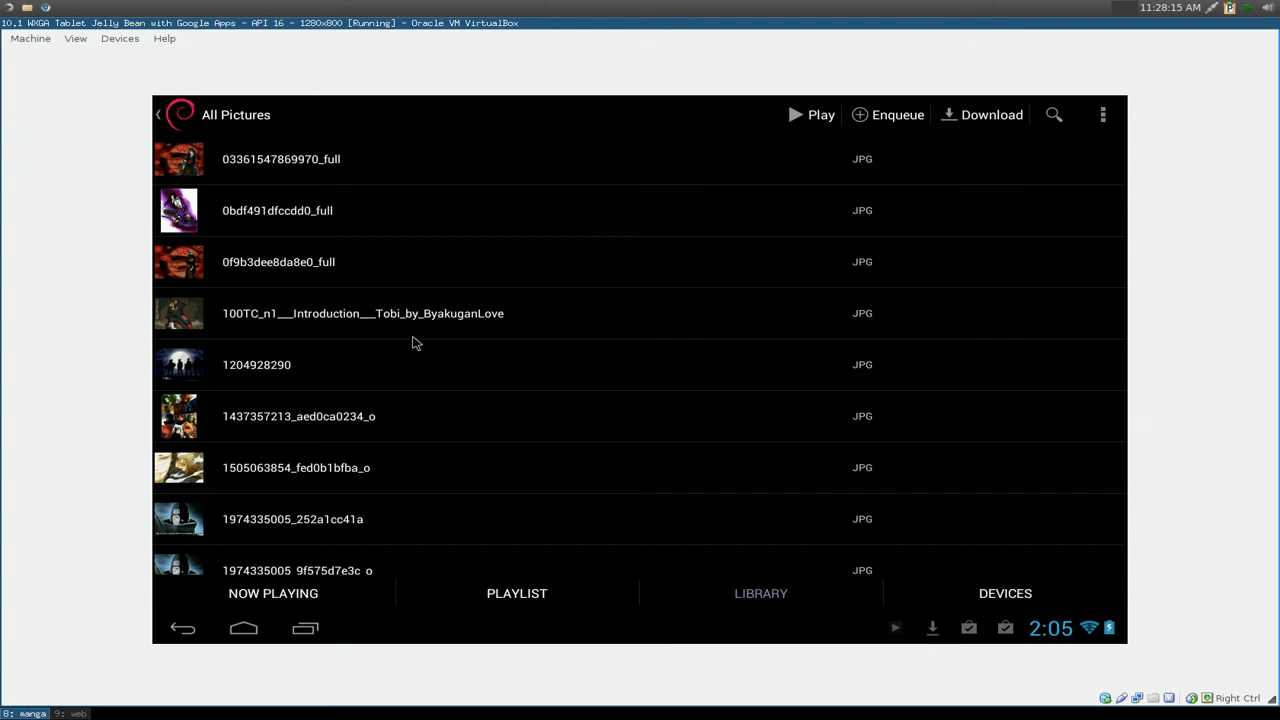 11:28:15 AM
10.1 WXGA Tablet Jelly Bean with Google Apps - API 16 - 1280x800 [Running] - Oracle VM VirtualBox
Machine View Devices Help
All Pictures Play Enqueue Download
03361547869970_full JPG
0bdf491dfccdd0_full JPG
0f9b3dee8da8e0_full JPG
100TC_n1___Introduction___Tobi_by_ByakuganLove JPG
1204928290 JPG
1437357213_aed0ca0234_o JPG
1505063854_fed0b1bfba_o JPG
1974335005_252a1cc41a JPG
1974335005_9f575d7e3c_o JPG
NOW PLAYING PLAYLIST LIBRARY DEVICES
2:05
Right Ctrl
8: manga 9: web